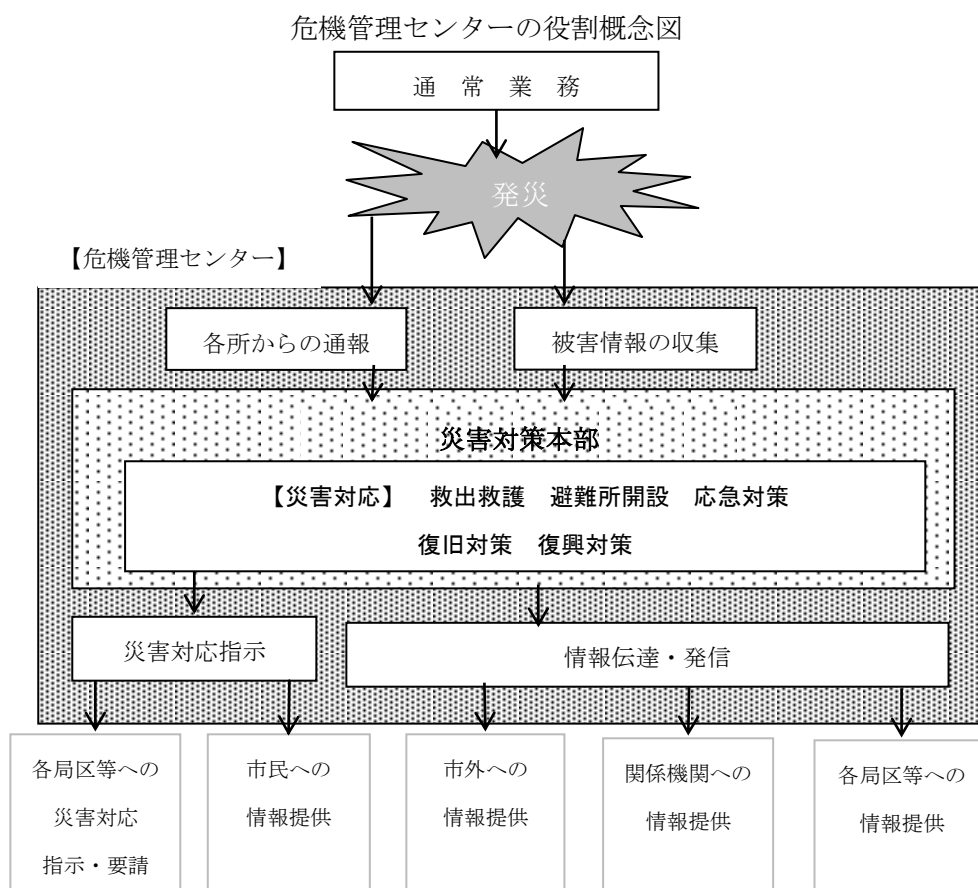 危機管理センターの役割概念図
通 常 業 務
発災
【危機管理センター】
各所からの通報
被害情報の収集
災害対策本部
【災害対応】 救出救護 避難所開設 応急対策
復旧対策 復興対策
災害対応指示
情報伝達・発信
各局区等への
災害対応
指示・要請
市民への
情報提供
市外への
情報提供
関係機関への
情報提供
各局区等への
情報提供